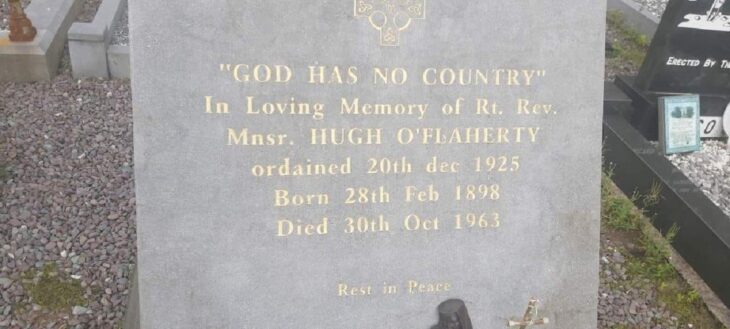 "GOD HAS NO COUNTRY"
In Loving Memory of Rt. Rev.
Mnsr. HUGH O'FLAHERTY
ordained 20th dec 1925
Born 28th Feb 1898
Died 30th Oct 1963
Rest in Peace
ERECTED BY